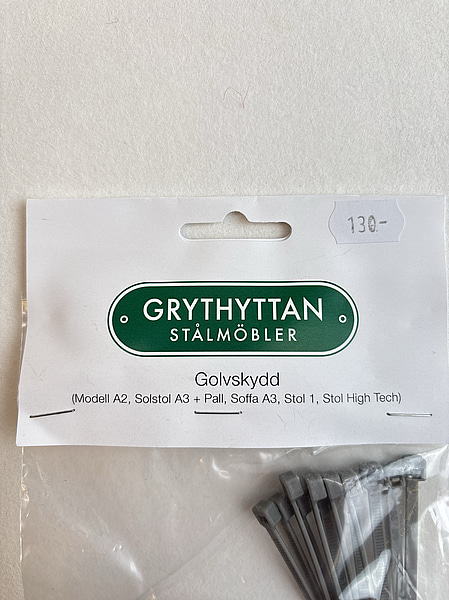 130-
GRYTHYTTAN
STÅLMÖBLER
Golvskydd
(Modell A2, Solstol A3 + Pall, Soffa A3, Stol 1, Stol High Tech)